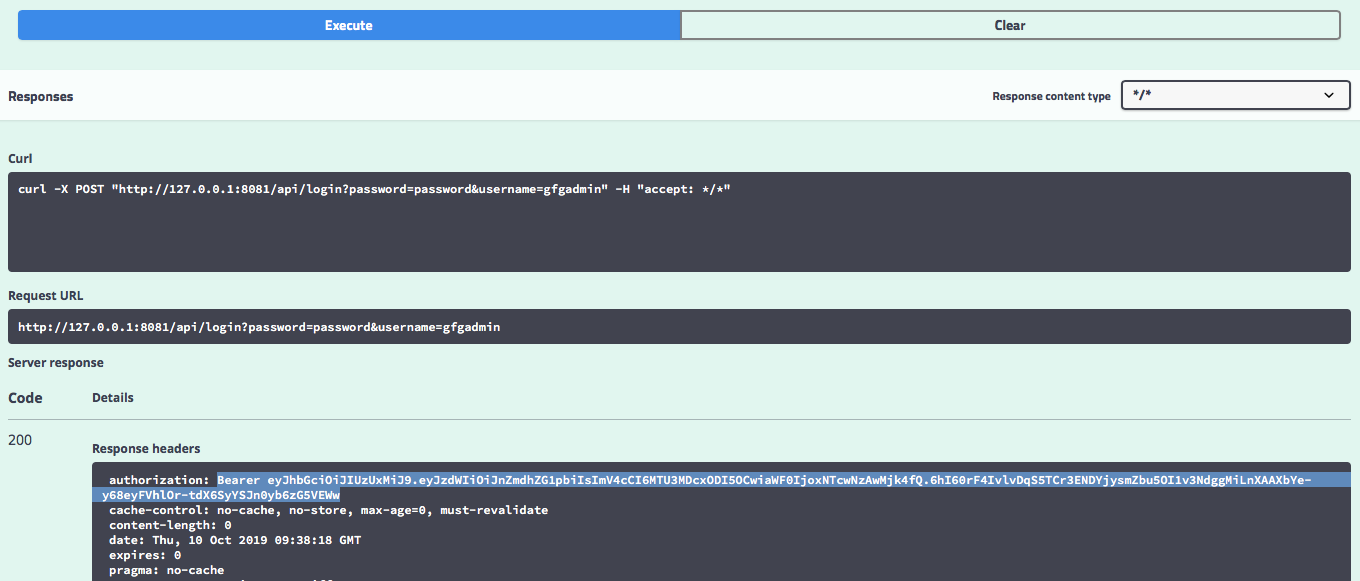 Execute
Clear
Responses
Response content type
*/*
Curl
curl -X POST "http://127.0.0.1:8081/api/login?password=password&username=gfgadmin" -H "accept: */*"
Request URL
http://127.0.0.1:8081/api/login?password=password&username=gfgadmin
Server response
Code
Details
200
Response headers
authorization: Bearer eyJhbGciOiJIUzUxMiJ9.eyJzdWIiOiJnZmdhZG1pbiIsImV4cCI6MTU3MDcxODI5OCwiaWF0IjoxNTcwNzAwMjk4fQ.6hI60rF4IvlvDqS5TCr3ENDYjysmZbu5OI1v3NdggMiLnXAAXbYe-
y68eyFVhlOr-tdX6SyYSJn0yb6zG5VEWw
cache-control: no-cache, no-store, max-age=0, must-revalidate
content-length: 0
date: Thu, 10 Oct 2019 09:38:18 GMT
expires: 0
pragma: no-cache